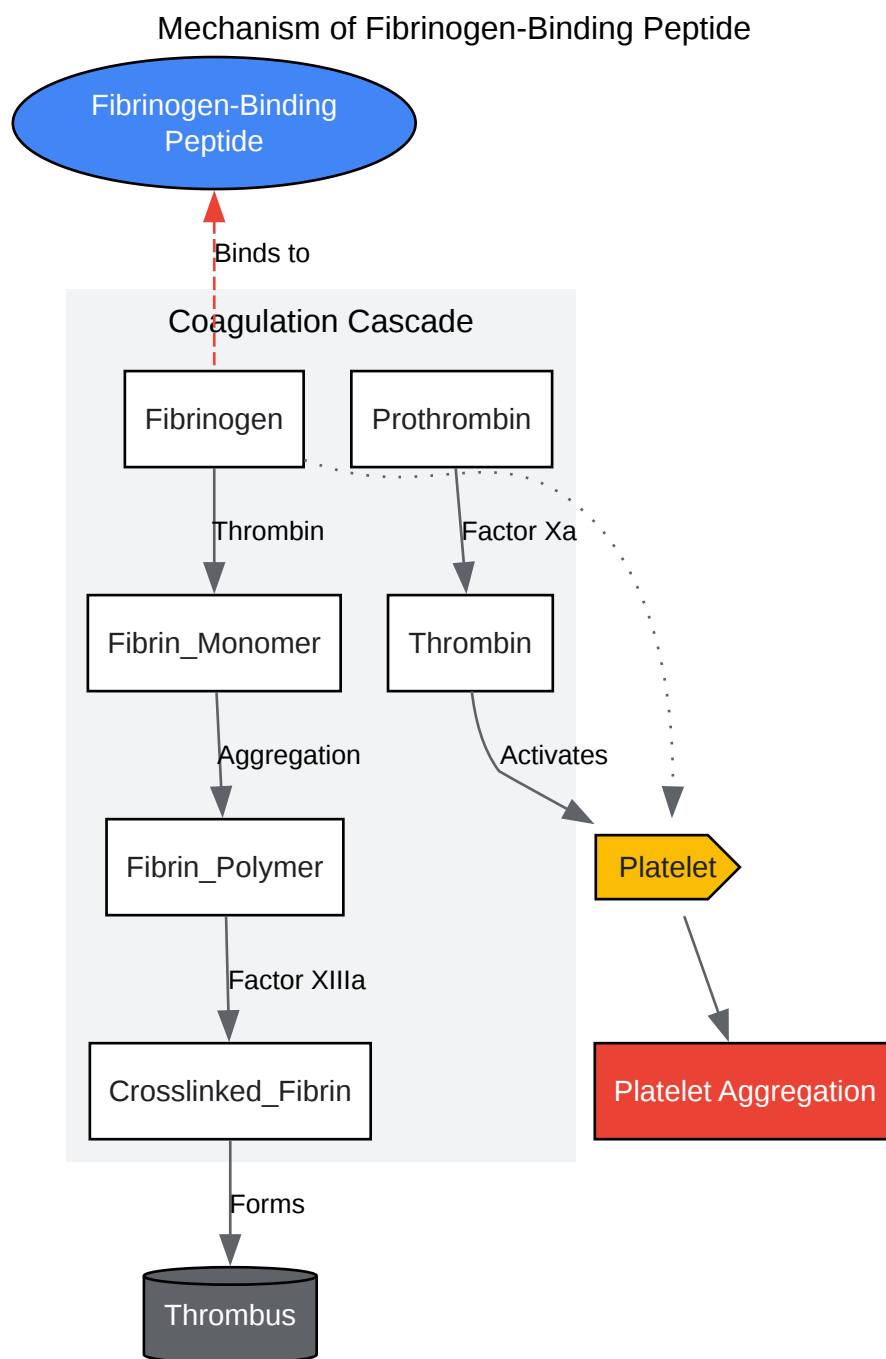 Mechanism of Fibrinogen-Binding Peptide
Fibrinogen-Binding
Peptide
Binds to
Coagulation Cascade
Fibrinogen
Prothrombin
Thrombin
Factor Xa
Fibrin_Monomer
Thrombin
Aggregation
Activates
Fibrin_Polymer
Platelet
Factor XIIIa
Crosslinked_Fibrin
Platelet Aggregation
Forms
Thrombus